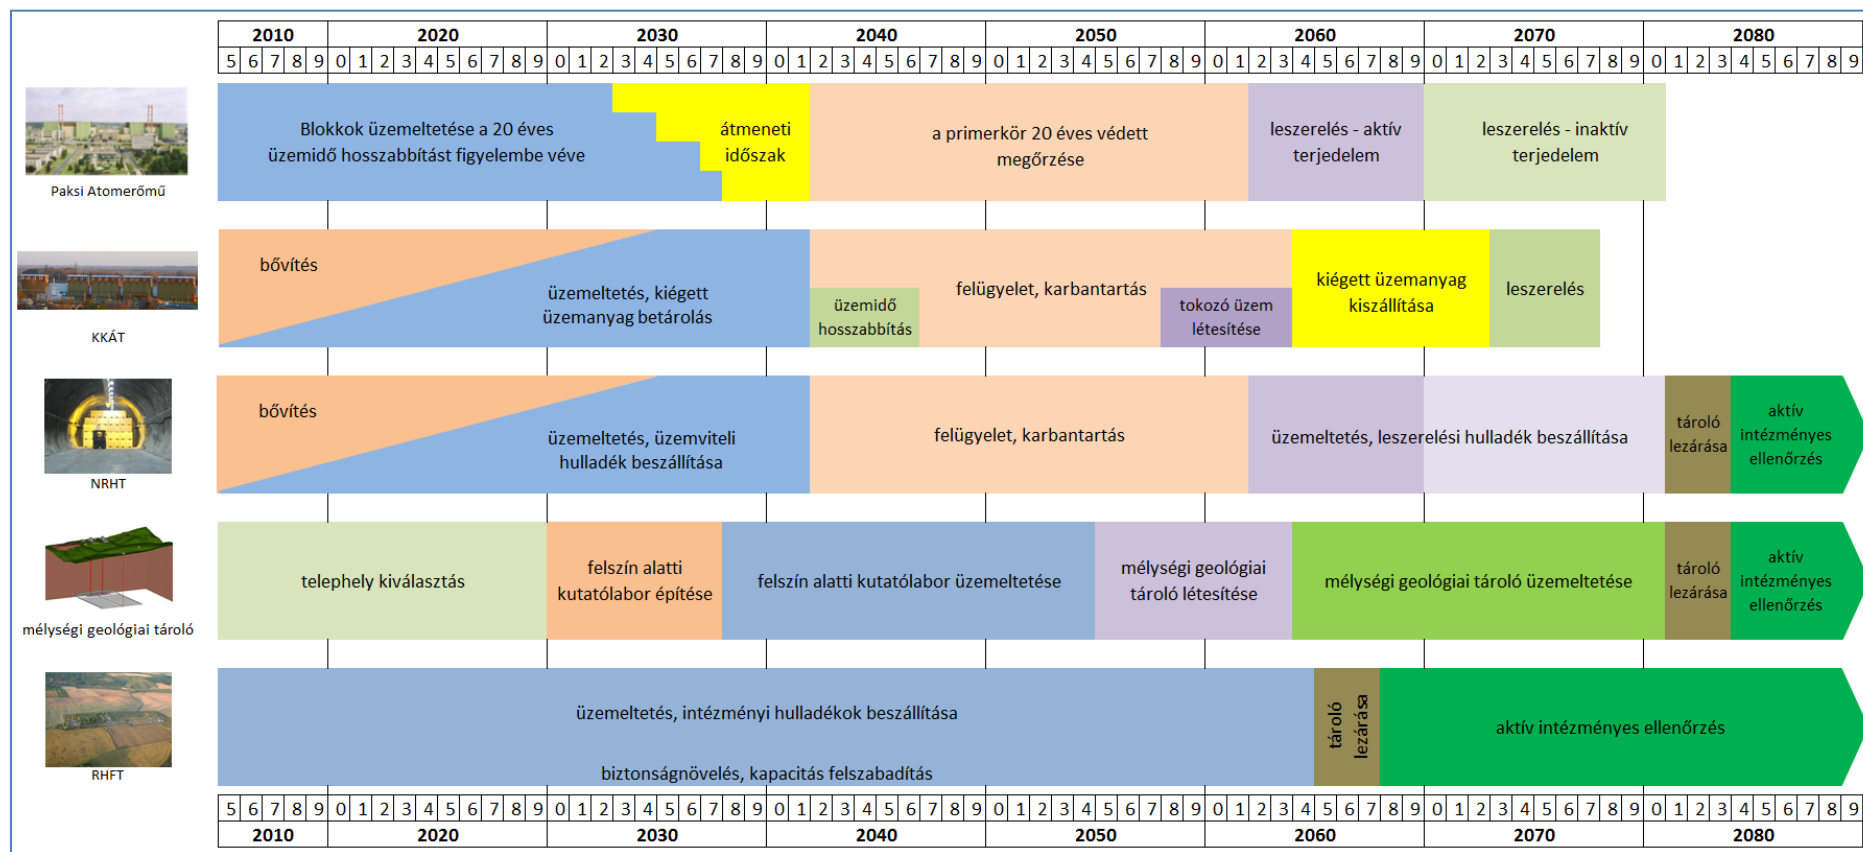 2010 2020 2030 2040 2050 2060 2070 2080
5 6 7 8 9 0 1 2 3 4 5 6 7 8 9 0 1 2 3 4 5 6 7 8 9 0 1 2 3 4 5 6 7 8 9 0 1 2 3 4 5 6 7 8 9 0 1 2 3 4 5 6 7 8 9 0 1 2 3 4 5 6 7 8 9 0 1 2 3 4 5 6 7 8 9
Paksi Atomerőmű
Blokkok üzemeltetése a 20 éves
üzemidő hosszabbítást figyelembe véve
átmeneti
időszak
a primerkör 20 éves védett
megőrzése
leszerelés - aktív
terjedelem
leszerelés - inaktív
terjedelem
KKÁT
bővítés
üzemeltetés, kiégett
üzemanyag betárolás
üzemidő
hosszabbítás
felügyelet, karbantartás
tokozó üzem
létesítése
kiégett üzemanyag
kiszállítása
leszerelés
NRHT
bővítés
üzemeltetés, üzemviteli
hulladék beszállítása
felügyelet, karbantartás
üzemeltetés, leszerelési hulladék beszállítása
tároló
lezárása
aktív
intézményes
ellenőrzés
mélységi geológiai tároló
telephely kiválasztás
felszín alatti
kutatólabor építése
felszín alatti kutatólabor üzemeltetése
mélységi geológiai
tároló létesítése
mélységi geológiai tároló üzemeltetése
tároló
lezárása
aktív
intézményes
ellenőrzés
RHFT
üzemeltetés, intézményi hulladékok beszállítása
biztonságnövelés, kapacitás felszabadítás
tároló
lezárása
aktív intézményes ellenőrzés
5 6 7 8 9 0 1 2 3 4 5 6 7 8 9 0 1 2 3 4 5 6 7 8 9 0 1 2 3 4 5 6 7 8 9 0 1 2 3 4 5 6 7 8 9 0 1 2 3 4 5 6 7 8 9 0 1 2 3 4 5 6 7 8 9 0 1 2 3 4 5 6 7 8 9
2010 2020 2030 2040 2050 2060 2070 2080